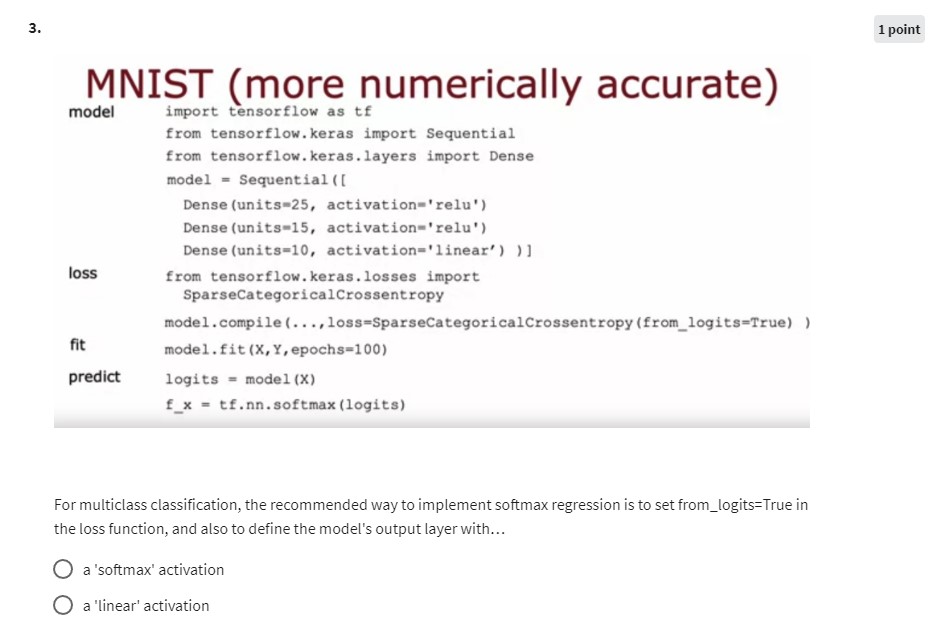 3.
1 point
MNIST (more numerically accurate)
model
import tensorflow as tf
from tensorflow.keras import Sequential
from tensorflow.keras.layers import Dense
model = Sequential([
Dense(units=25, activation='relu')
Dense(units=15, activation='relu')
Dense(units=10, activation='linear') )]
loss
from tensorflow.keras.losses import
SparseCategoricalCrossentropy
model.compile(...,loss=SparseCategoricalCrossentropy(from_logits=True) )
fit
model.fit(X,Y,epochs=100)
predict
logits = model(X)
f_x = tf.nn.softmax(logits)
For multiclass classification, the recommended way to implement softmax regression is to set from_logits=True in
the loss function, and also to define the model's output layer with…
a 'softmax' activation
a 'linear' activation